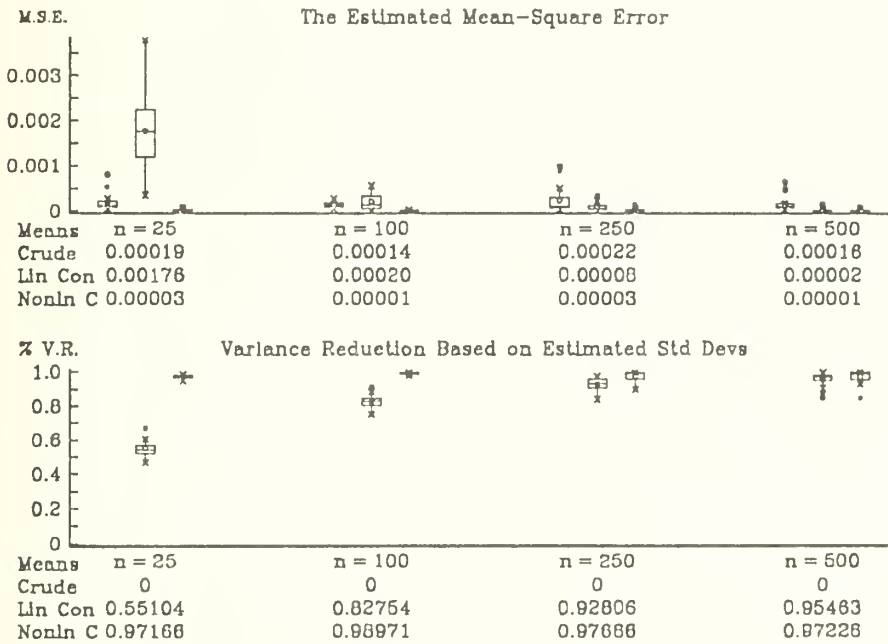 M.S.E. The Estimated Mean-Square Error
0.003
0.002
0.001
0
Means n = 25 n = 100 n = 250 n = 500
Crude 0.00019 0.00014 0.00022 0.00016
Lin Con 0.00176 0.00020 0.00008 0.00002
Nonln C 0.00003 0.00001 0.00003 0.00001
% V.R. Variance Reduction Based on Estimated Std Devs
1.0
0.8
0.6
0.4
0.2
0
Means n = 25 n = 100 n = 250 n = 500
Crude 0 0 0 0
Lin Con 0.55104 0.82754 0.92806 0.95463
Nonln C 0.97166 0.98971 0.97686 0.97226